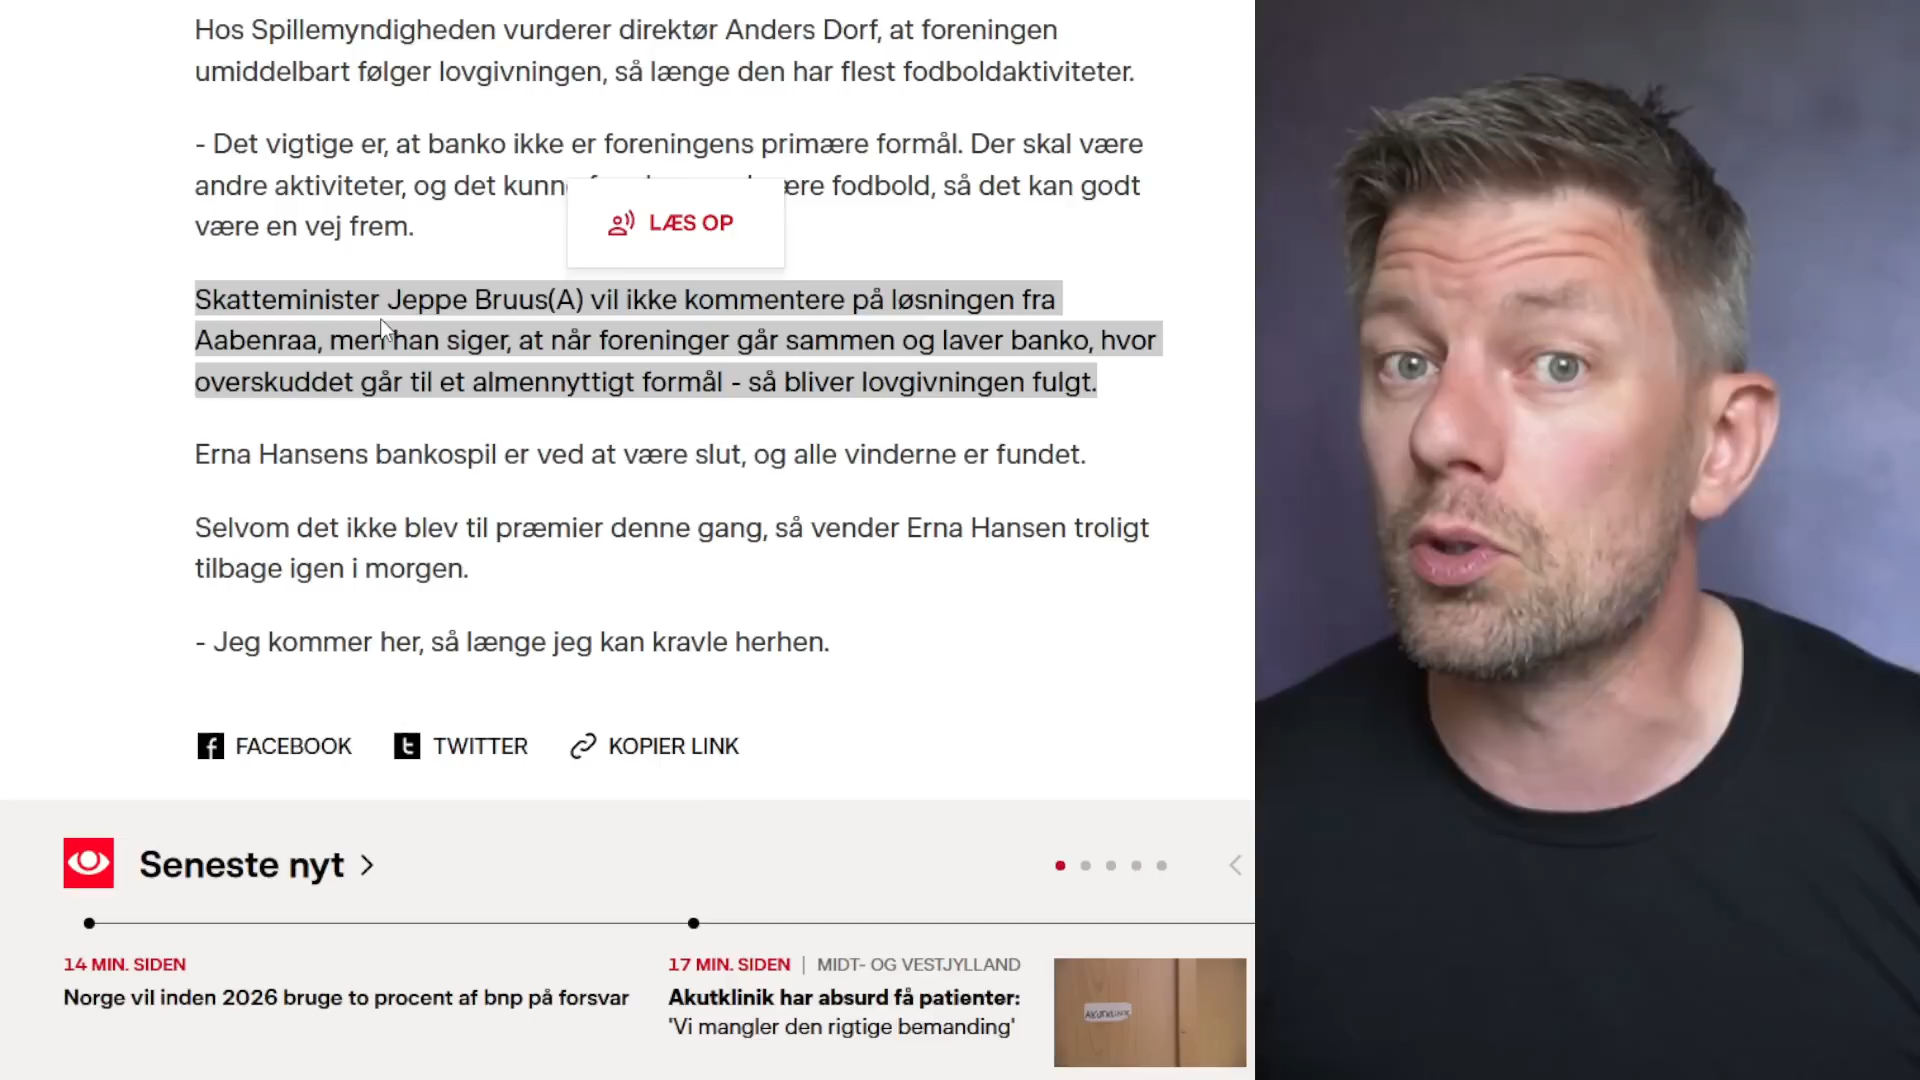 Hos Spillemyndigheden vurderer direktør Anders Dorf, at foreningen
umiddelbart følger lovgivningen, så længe den har flest fodboldaktiviteter.
- Det vigtige er, at banko ikke er foreningens primære formål. Der skal være
andre aktiviteter, og det kunne fodbold, så det kan godt
være en vej frem.
LÆS OP
Skatteminister Jeppe Bruus(A) vil ikke kommentere på løsningen fra
Aabenraa, men han siger, at når foreninger går sammen og laver banko, hvor
overskuddet går til et almennyttigt formål - så bliver lovgivningen fulgt.
Erna Hansens bankospil er ved at være slut, og alle vinderne er fundet.
Selvom det ikke blev til præmier denne gang, så vender Erna Hansen troligt
tilbage igen i morgen.
- Jeg kommer her, så længe jeg kan kravle herhen.
FACEBOOK TWITTER KOPIER LINK
Seneste nyt
14 MIN. SIDEN
Norge vil inden 2026 bruge to procent af bnp på forsvar
17 MIN. SIDEN | MIDT- OG VESTJYLLAND
Akutklinik har absurd få patienter:
'Vi mangler den rigtige bemanding'
AKUTKLINIK